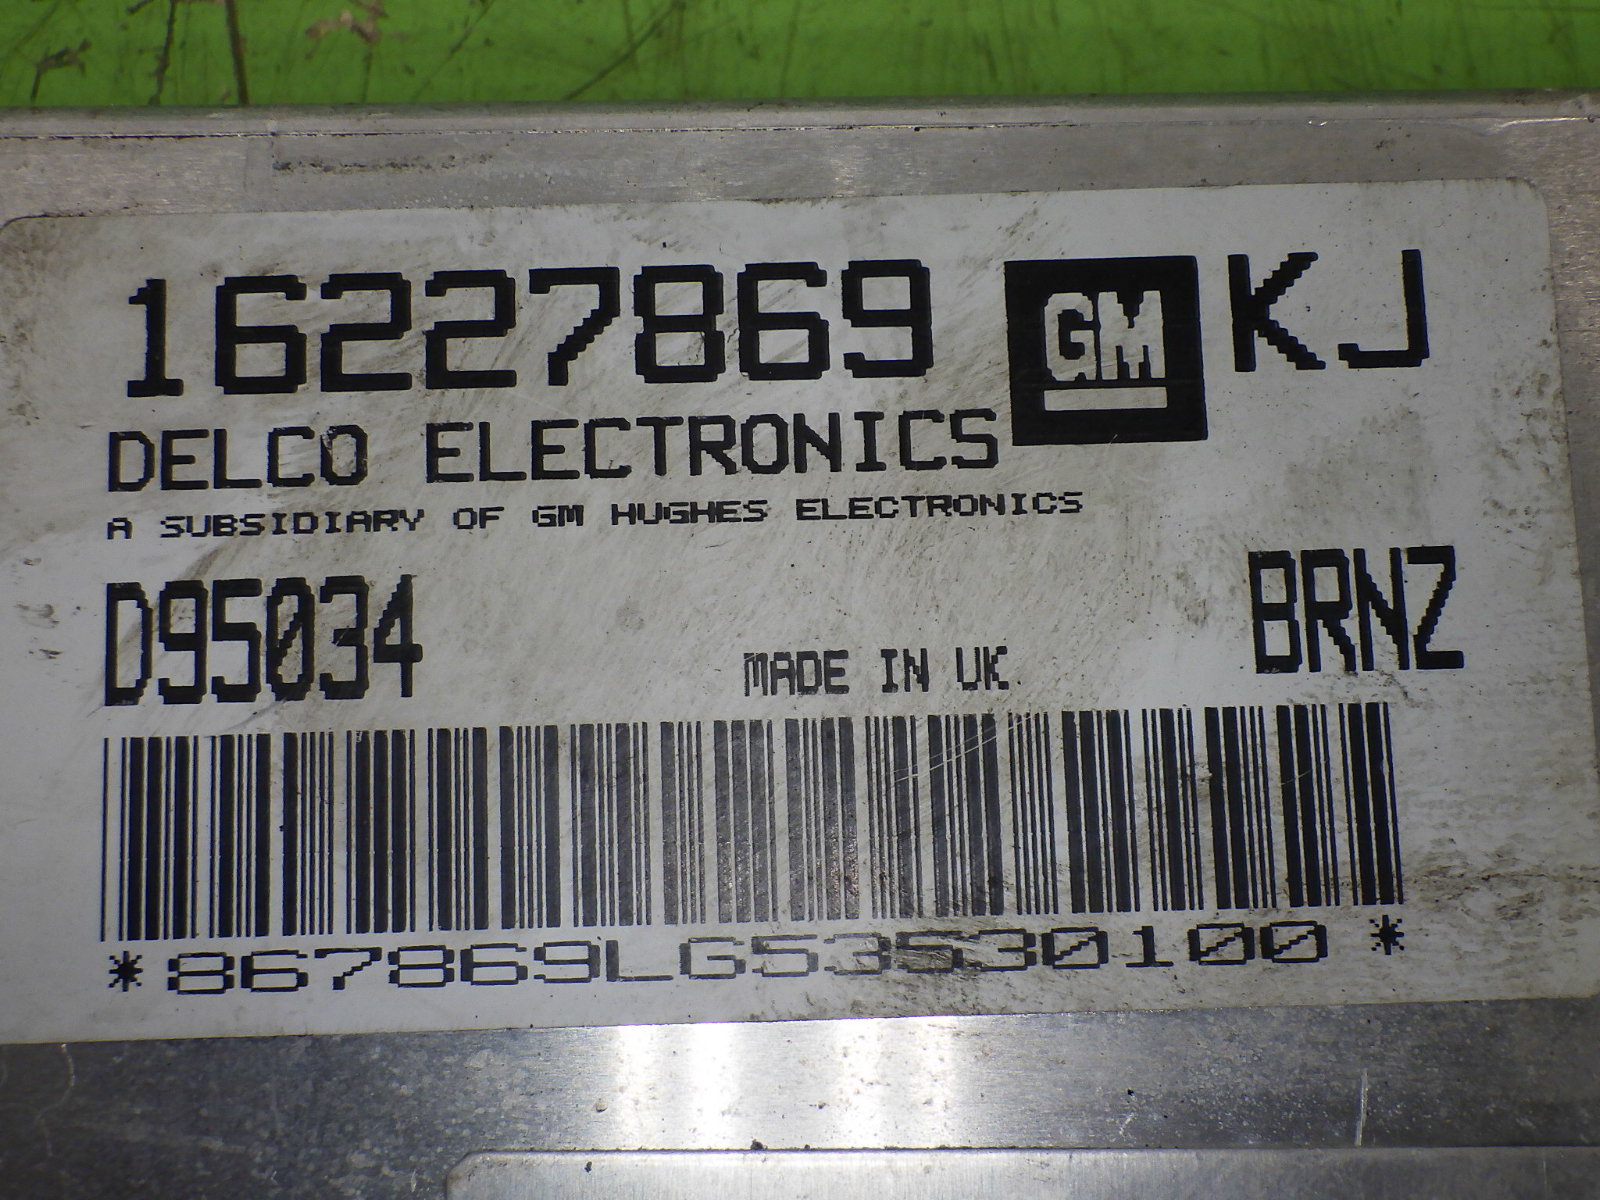 16227869 GM KJ
DELCO ELECTRONICS
A SUBSIDIARY OF GM HUGHES ELECTRONICS
D95034 MADE IN UK BRNZ
*867869LG53530100 *